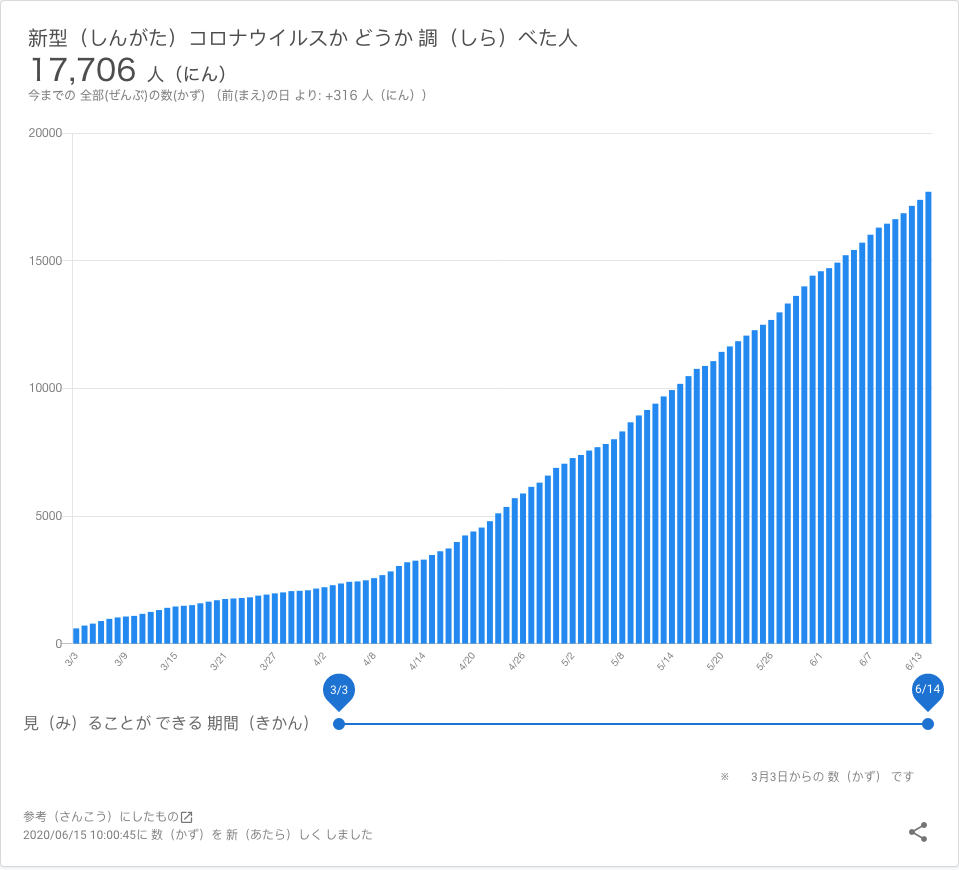 新型（しんがた）コロナウイルスか どうか 調（しら）べた人
17,706 人（にん）
今までの 全部(ぜんぶ)の数(かず) （前(まえ)の日 より: +316 人（にん））
20000
15000
10000
5000
0
3/3 3/9 3/15 3/21 3/27 4/2 4/8 4/14 4/20 4/26 5/2 5/8 5/14 5/20 5/26 6/1 6/7 6/13
3/3 6/14
見（み）ることが できる 期間（きかん）
※ 3月3日からの 数（かず） です
参考（さんこう）にしたもの
2020/06/15 10:00:45に 数（かず）を 新（あたら）しく しました